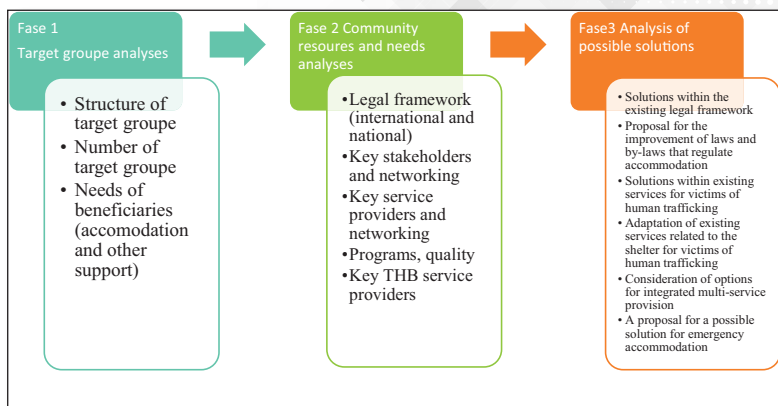 Fase 1
Target groupe analyses
• Structure of
target groupe
• Number of
target groupe
• Needs of
beneficiaries
(accomodation
and other
support)
Fase 2 Community
resoures and needs
analyses
•Legal framework
(international and
national)
•Key stakeholders
and networking
•Key service
providers and
networking
•Programs, quality
•Key THB service
providers
Fase3 Analysis of
possible solutions
• Solutions within the
existing legal framework
• Proposal for the
improvement of laws and
by-laws that regulate
accommodation
• Solutions within existing
services for victims of
human trafficking
• Adaptation of existing
services related to the
shelter for victims of
human trafficking
• Consideration of options
for integrated multi-service
provision
• A proposal for a possible
solution for emergency
accommodation